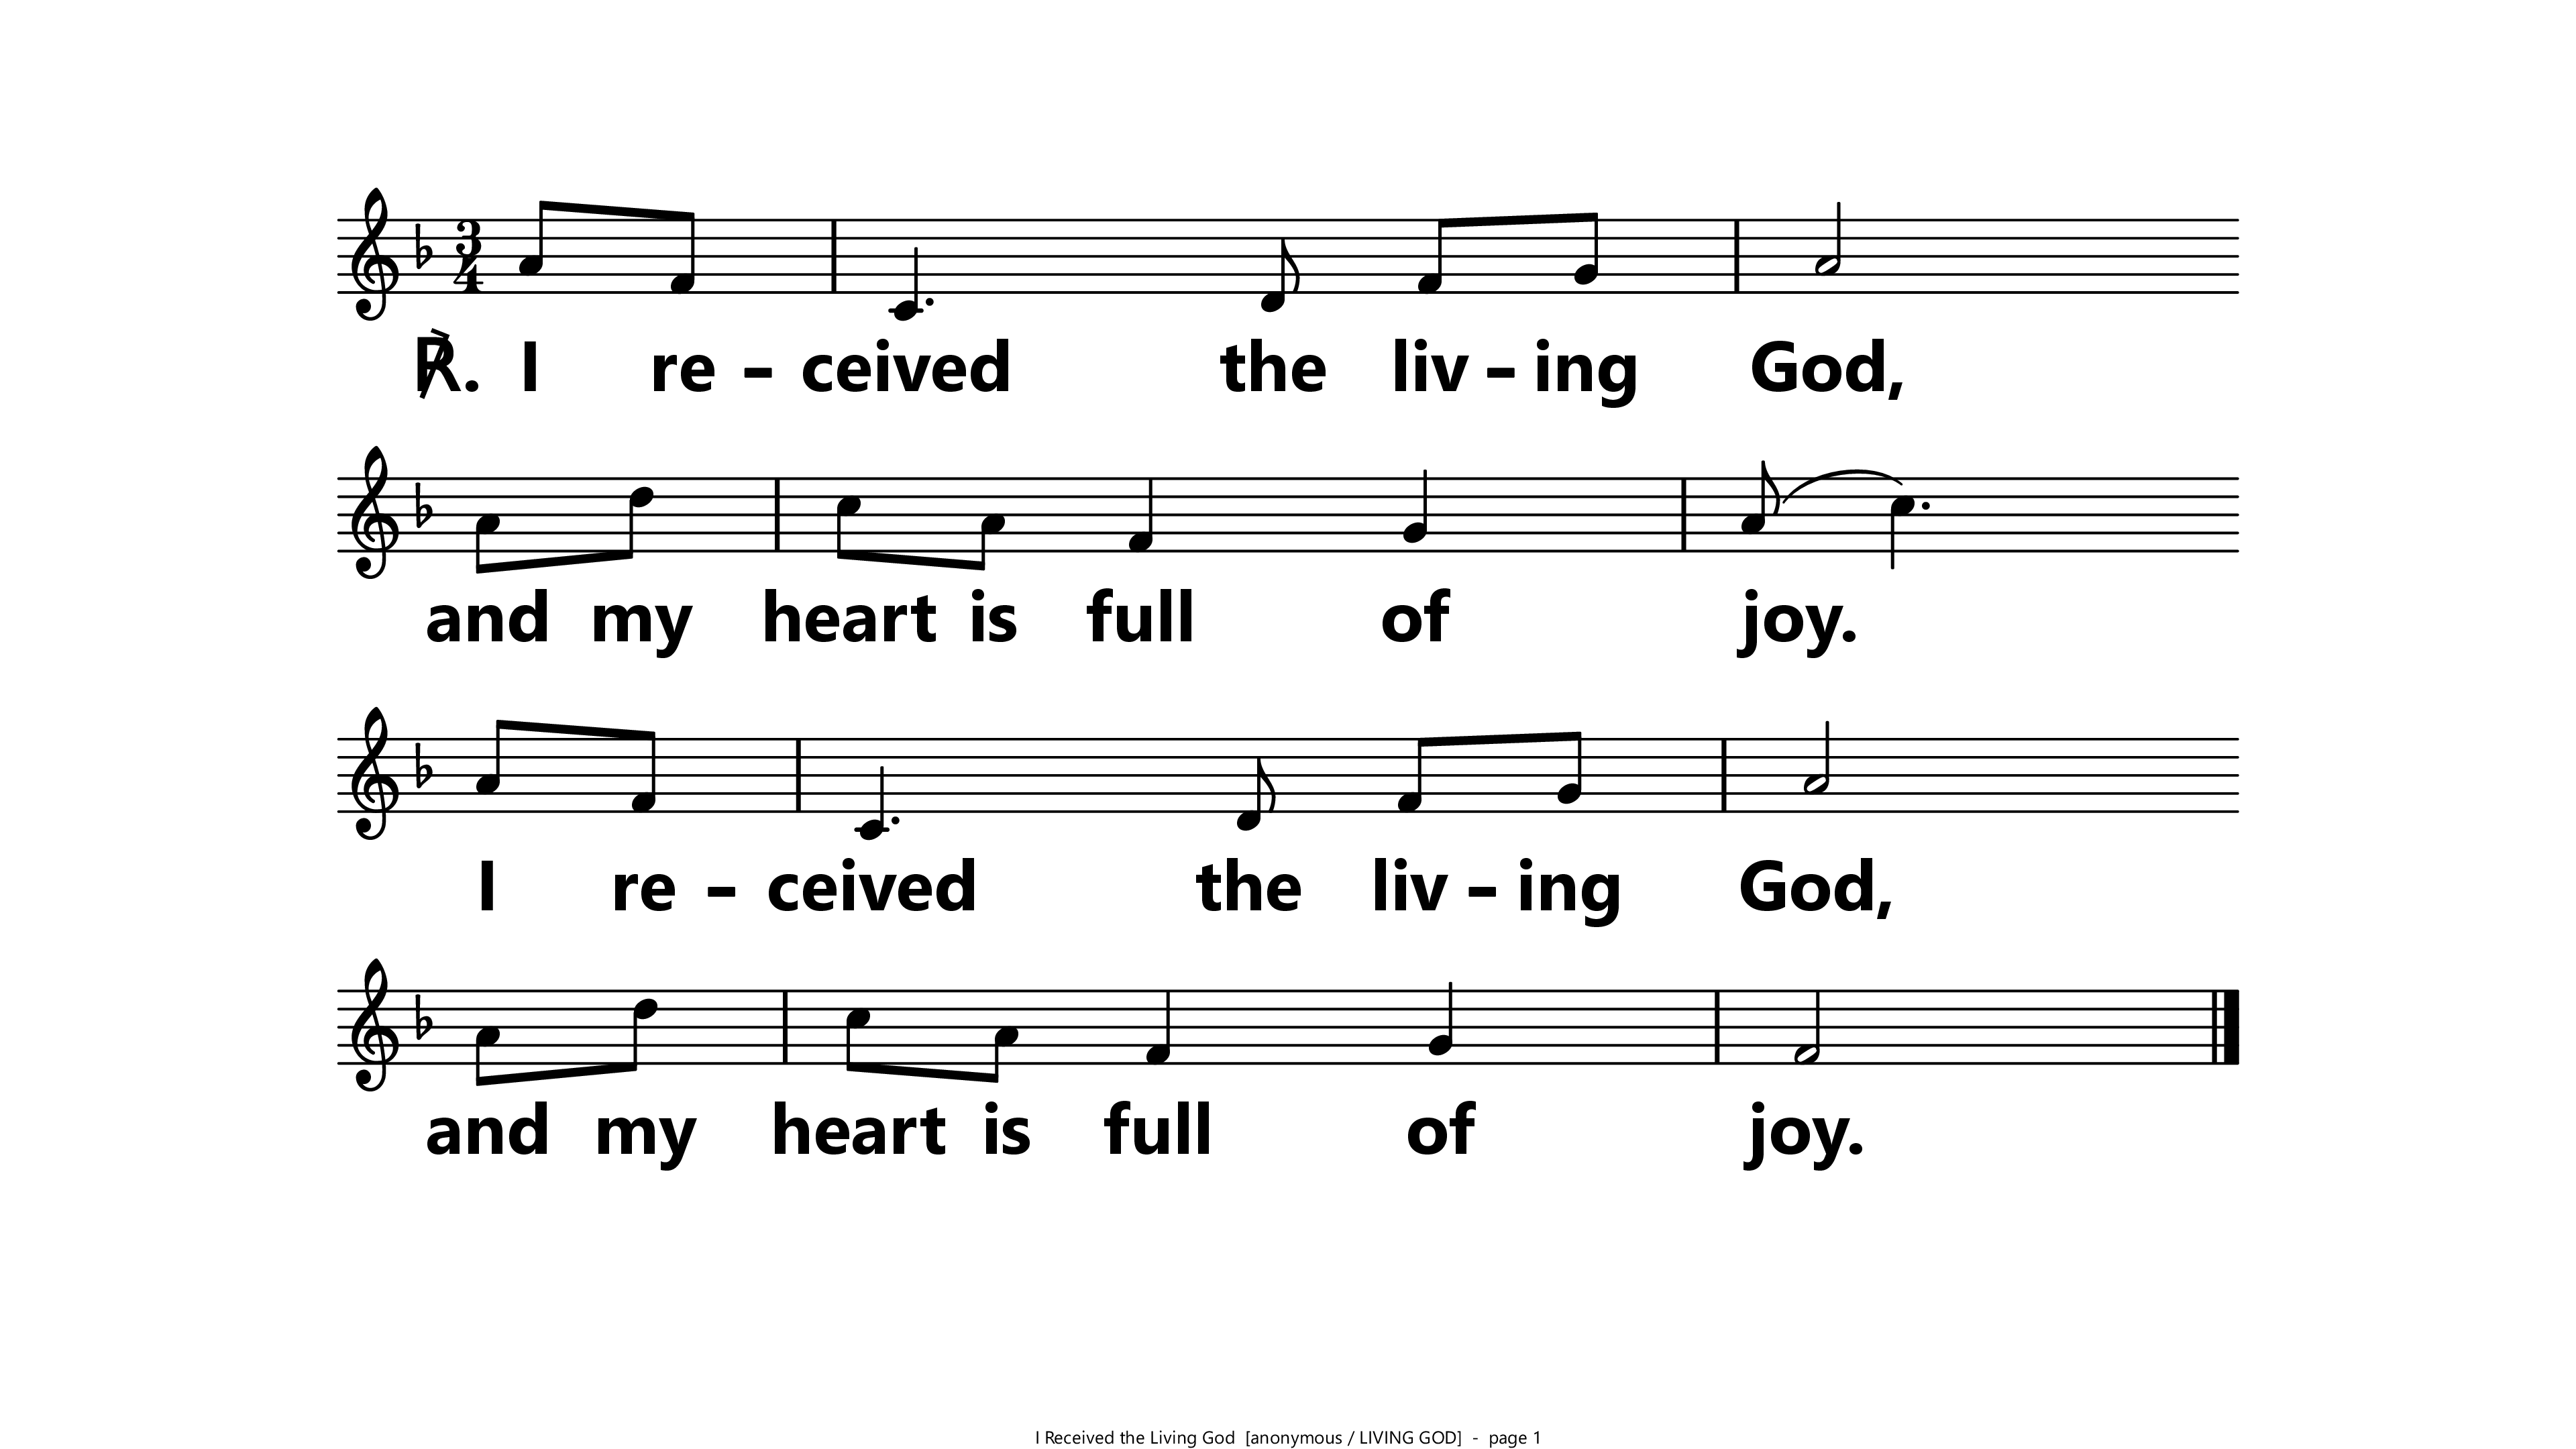 ℟. I re - ceived the liv - ing God,
and my heart is full of joy.
I re - ceived the liv - ing God,
and my heart is full of joy.
I Received the Living God [anonymous / LIVING GOD] - page 1